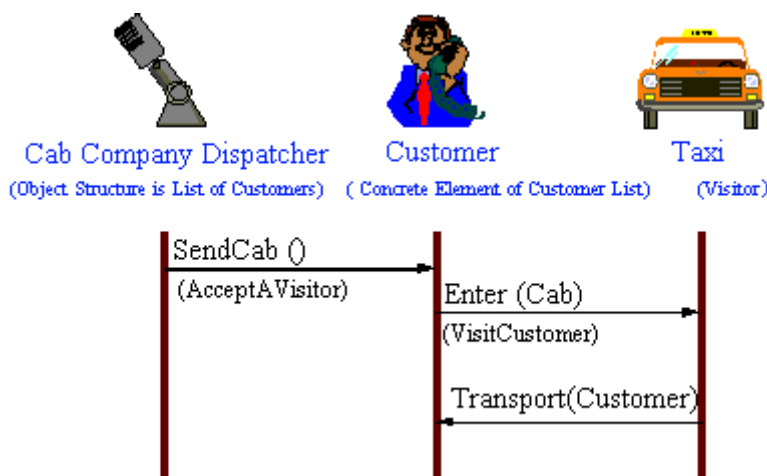 Cab Company Dispatcher
Customer
Taxi
(Object Structure is List of Customers)
( Concrete Element of Customer List)
(Visitor)
SendCab ()
(AcceptAVisitor)
Enter (Cab)
(VisitCustomer)
Transport(Customer)